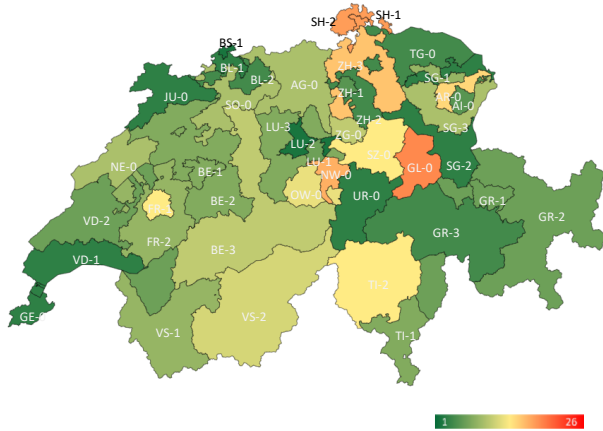 SH-1
SH-2
BS-1
TG-0
BL-1
ZH-2
SG-1
BL-2
AG-0
JU-0
ZH-1
AR-0
AI-0
SO-0
ZH-3
LU-3
SG-3
ZG-0
LU-2
SZ-0
NE-0
LU-1
SG-2
BE-1
NW-0
GL-0
UR-0
OW-0
GR-1
BE-2
VD-2
GR-2
GR-3
FR-2
BE-3
VD-1
TI-2
VS-2
VS-1
TI-1
1
26